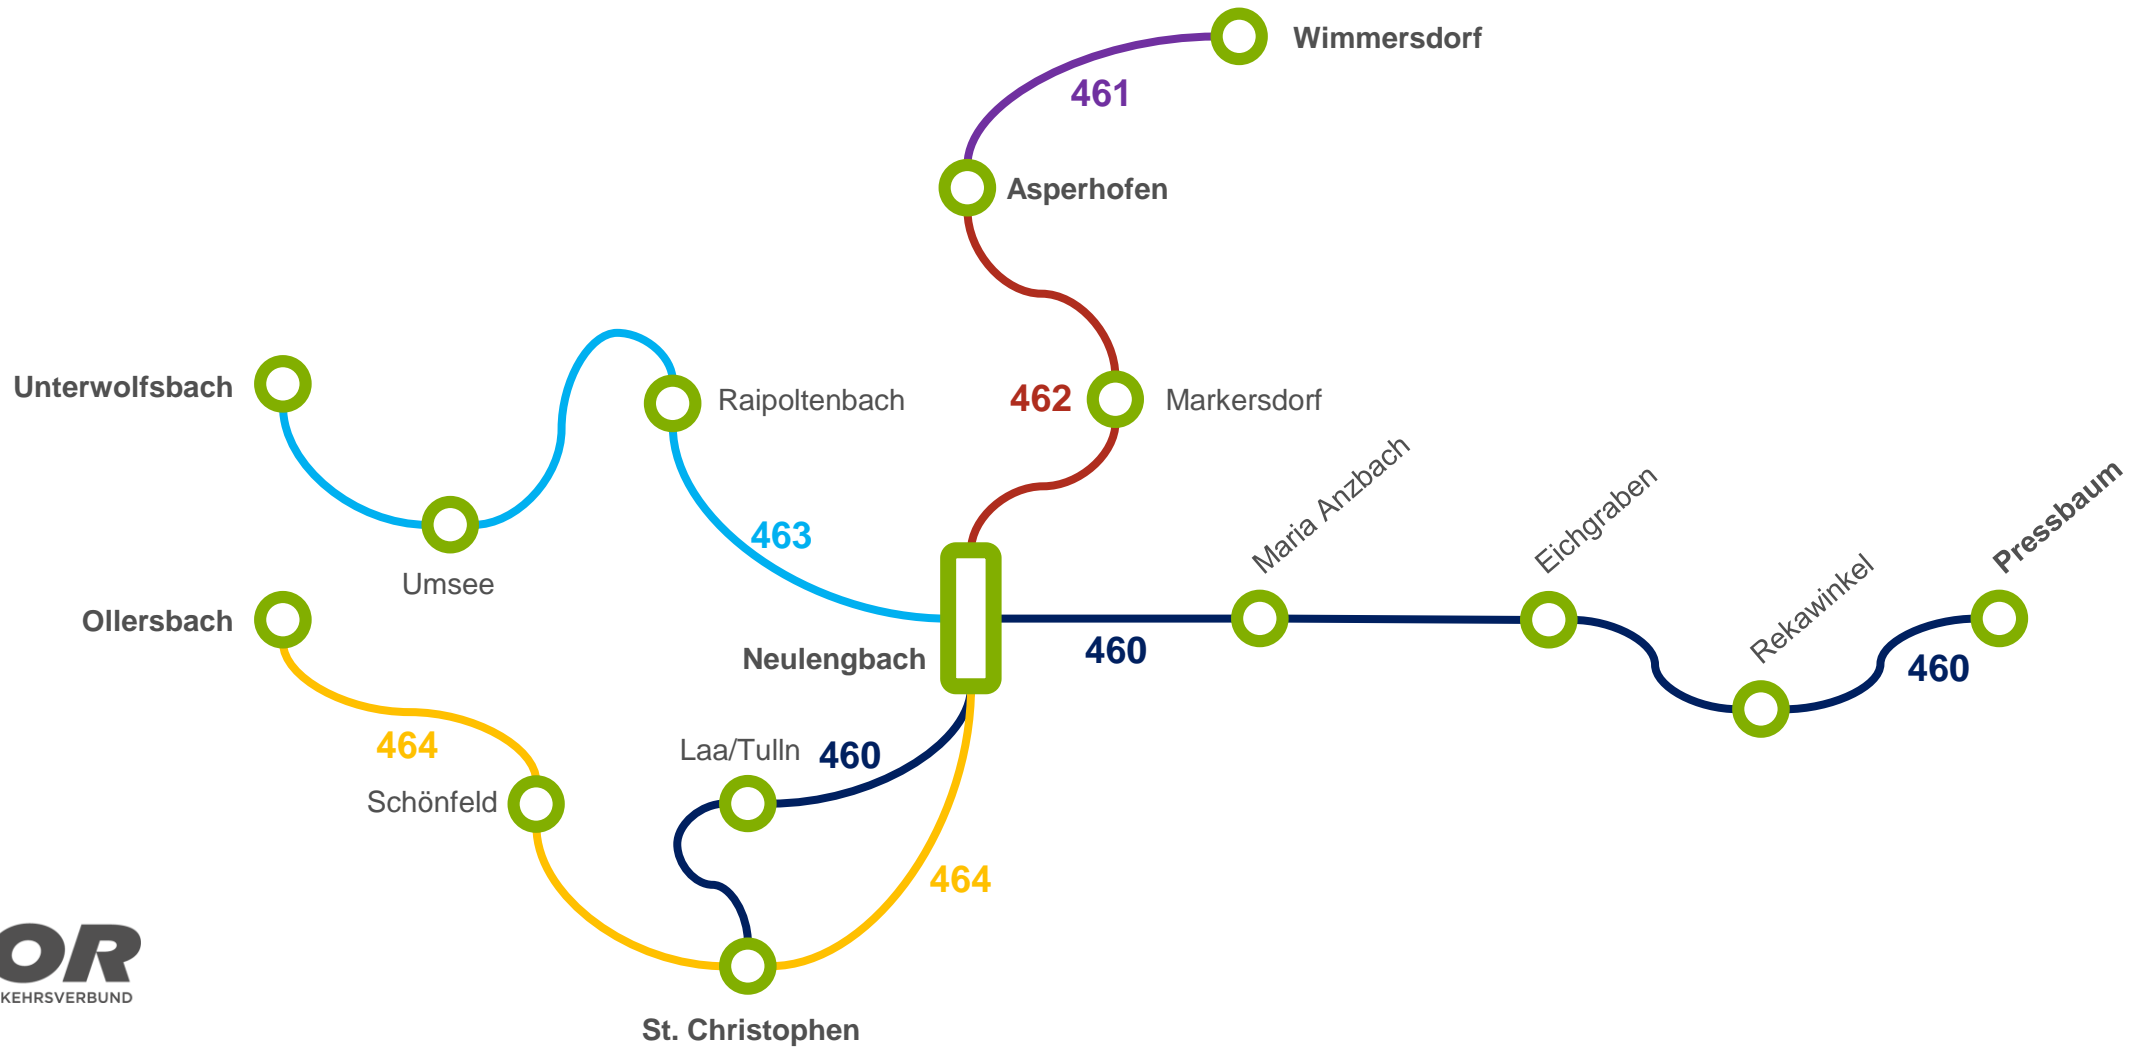 Wimmersdorf
461
Asperhofen
Unterwolfsbach
Raipoltenbach
462
Markersdorf
Maria Anzbach
Eichgraben
Pressbaum
463
Umsee
Ollersbach
Neulengbach
460
Rekawinkel
460
464
Laa/Tulln
460
Schönfeld
464
OR
KEHRSVERBUND
St. Christophen